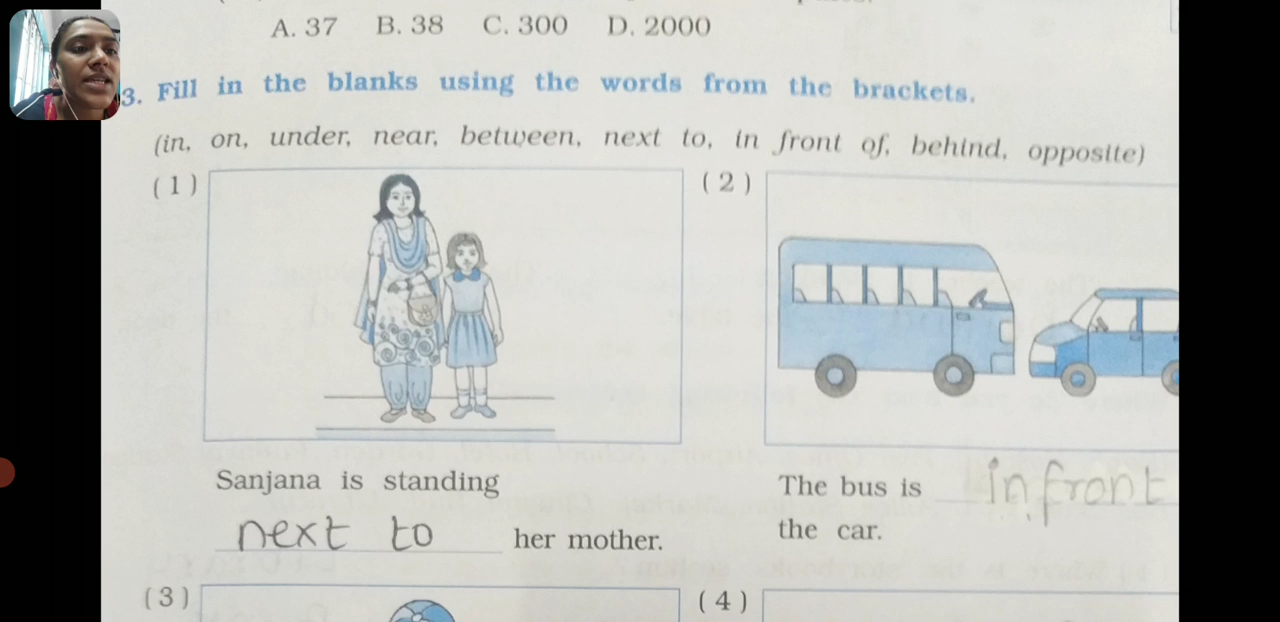 A. 37 B. 38 C. 300 D. 2000
3. Fill in the blanks using the words from the brackets.
(in, on, under, near, between, next to, in front of, behind, opposite)
(1)
(2)
Sanjana is standing
next to her mother.
The bus is in front
the car.
(3)
(4)